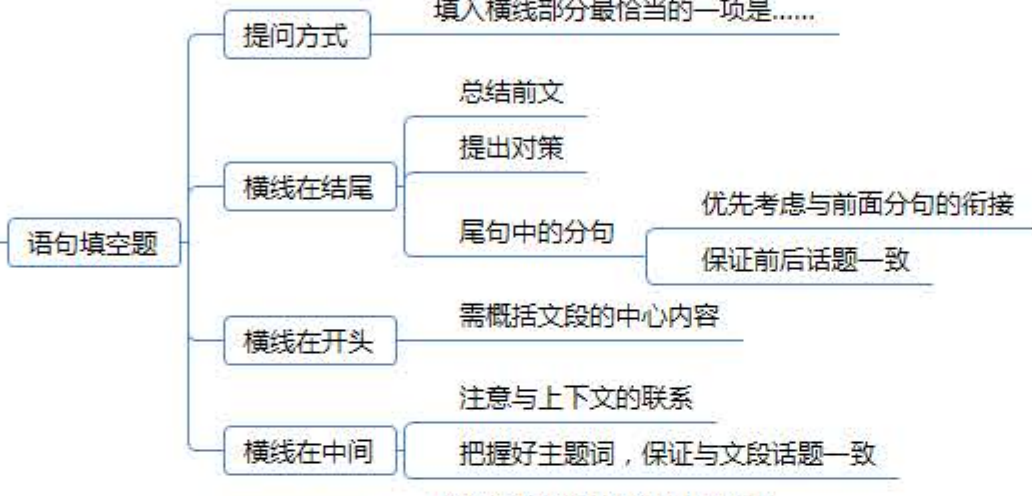 填入横线部分最恰当的一项是……
提问方式
总结前文
提出对策
横线在结尾
优先考虑与前面分句的衔接
尾句中的分句
语句填空题
保证前后话题一致
需概括文段的中心内容
横线在开头
注意与上下文的联系
横线在中间
把握好主题词，保证与文段话题一致